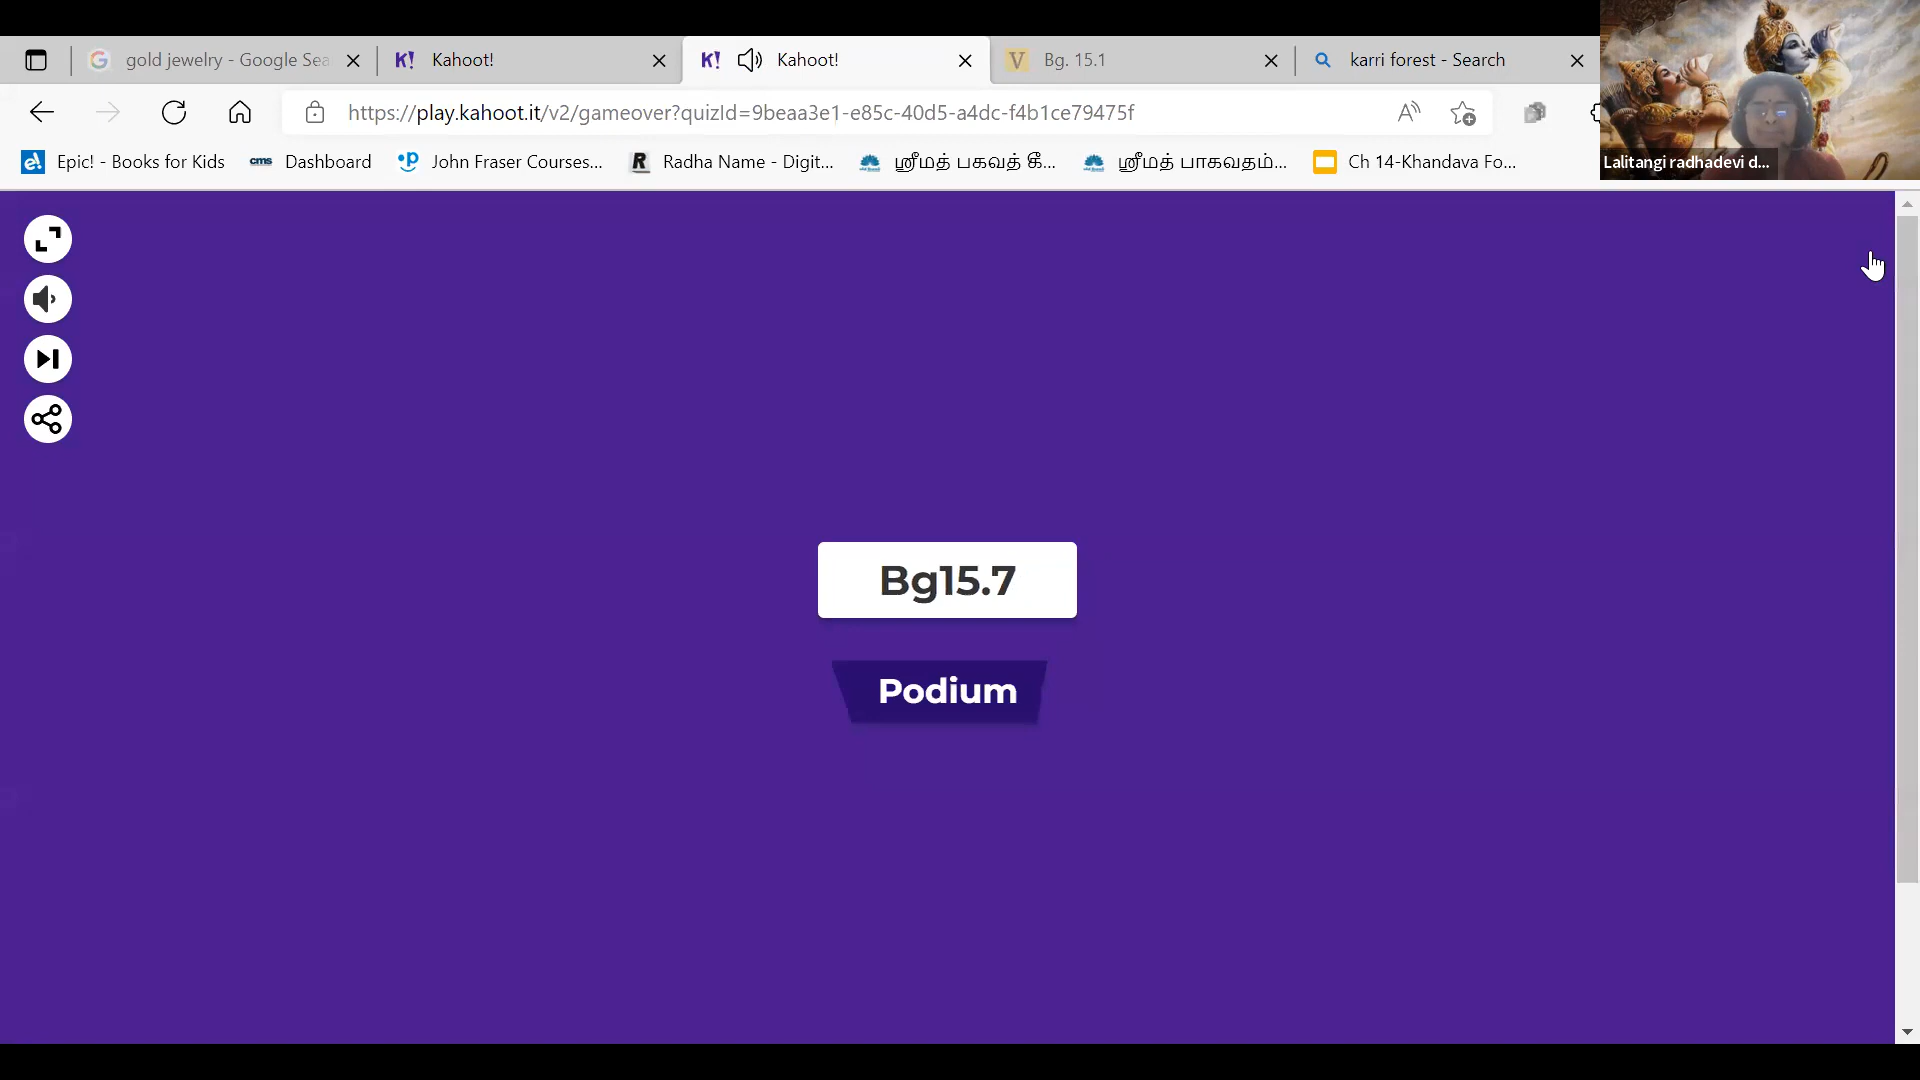 gold jewelry - Google Sea
Kahoot!
Kahoot!
Bg. 15.1
karri forest - Search
https://play.kahoot.it/v2/gameover?quizId=9beaa3e1-e85c-40d5-a4dc-f4b1ce79475f
Epic! - Books for Kids
cms Dashboard
John Fraser Courses...
Radha Name - Digit...
ஸ்ரீமத் பகவத் கீ...
ஸ்ரீமத் பாகவதம்...
Ch 14-Khandava Fo...
Lalitangi radhadevi d...
Bg15.7
Podium